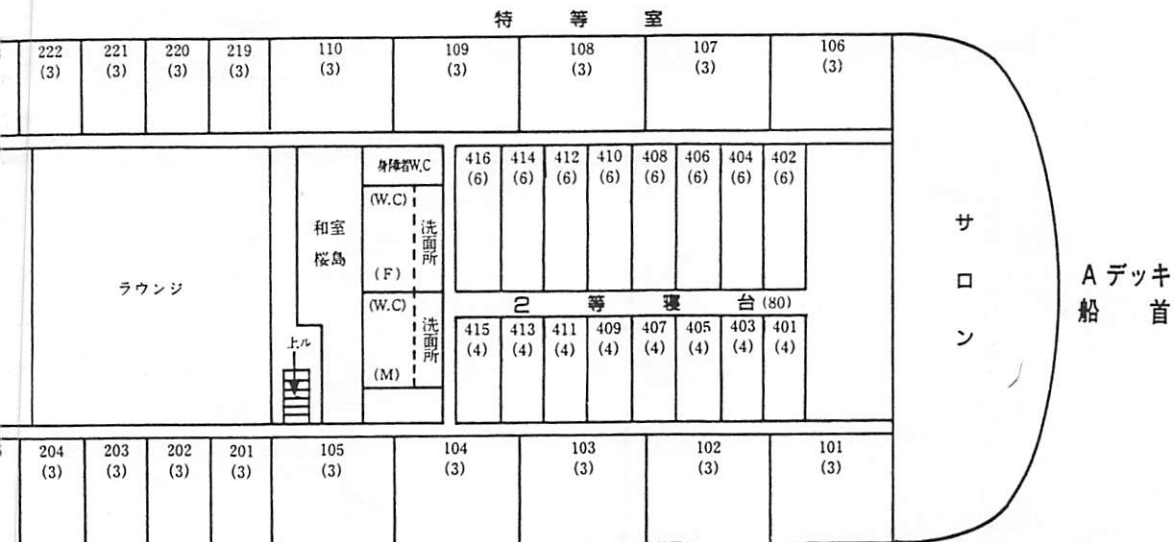 特等室
222 221 220 219 110 109 108 107 106
(3) (3) (3) (3) (3) (3) (3) (3) (3)
身障者W.C
416 414 412 410 408 406 404 402
(6) (6) (6) (6) (6) (6) (6) (6)
(W.C)
洗面所
(F)
和室
桜島
ラウンジ
サロン
Aデッキ
船首
2等寝台(80)
(W.C)
洗面所
(M)
上ル
415 413 411 409 407 405 403 401
(4) (4) (4) (4) (4) (4) (4) (4)
204 203 202 201 105 104 103 102 101
(3) (3) (3) (3) (3) (3) (3) (3) (3)